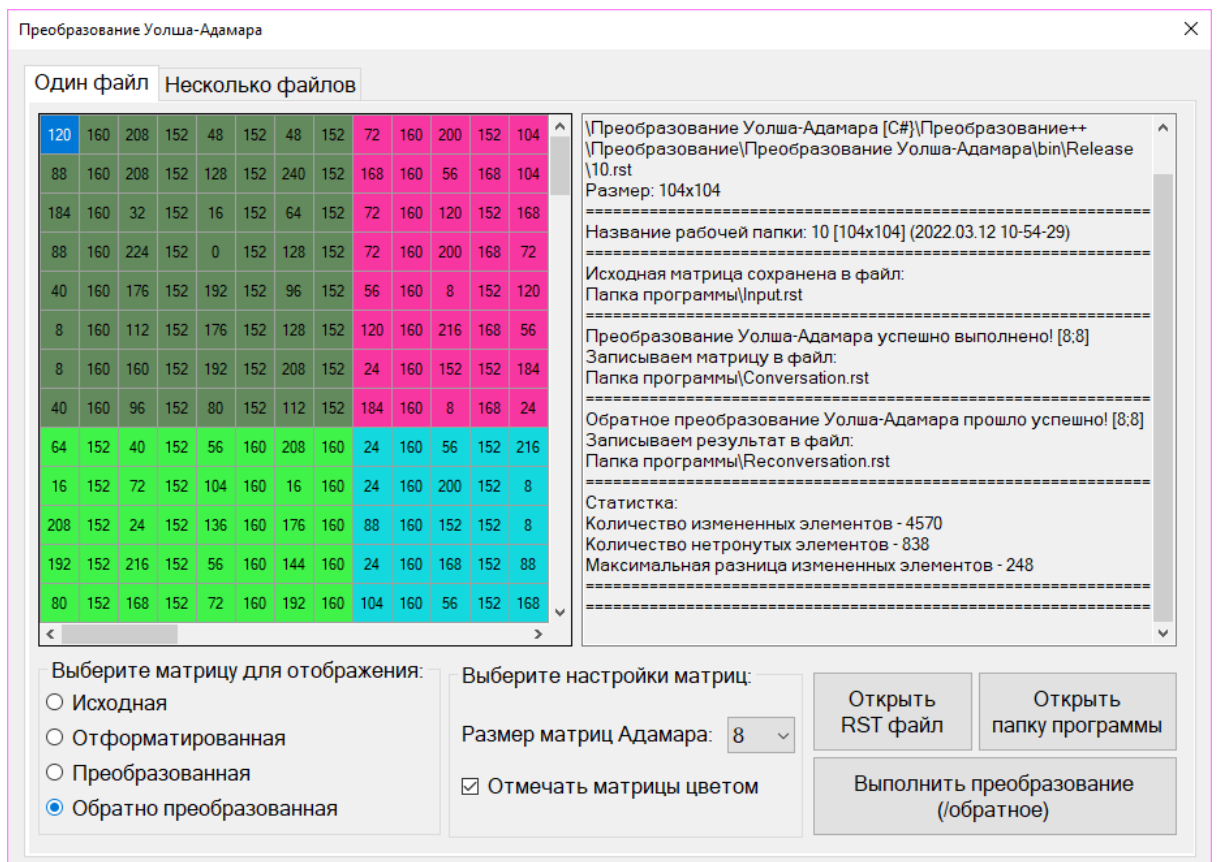 Преобразование Уолша-Адамара
Один файл Несколько файлов
120 160 208 152 48 152 48 152 72 160 200 152 104
88 160 208 152 128 152 240 152 168 160 56 168 104
184 160 32 152 16 152 64 152 72 160 120 152 168
88 160 224 152 0 152 128 152 72 160 200 168 72
40 160 176 152 192 152 96 152 56 160 8 152 120
8 160 112 152 176 152 128 152 120 160 216 168 56
8 160 160 152 192 152 208 152 24 160 152 152 184
40 160 96 152 80 152 112 152 184 160 8 168 24
64 152 40 152 56 160 208 160 24 160 56 152 216
16 152 72 152 104 160 16 160 24 160 200 152 8
208 152 24 152 136 160 176 160 88 160 152 152 8
192 152 216 152 56 160 144 160 24 160 168 152 88
80 152 168 152 72 160 192 160 104 160 56 152 168
\Преобразование Уолша-Адамара [C#}\Преобразование++
\Преобразование\Преобразование Уолша-Адамара\bin\Release
\10.rst
Размер: 104x104
==============================================================
Название рабочей папки: 10 [104x104] (2022.03.12 10-54-29)
==============================================================
Исходная матрица сохранена в файл:
Папка программы\Input.rst
==============================================================
Преобразование Уолша-Адамара успешно выполнено! [8;8]
Записываем матрицу в файл:
Папка программы\Conversation.rst
==============================================================
Обратное преобразование Уолша-Адамара прошло успешно! [8;8]
Записываем результат в файл:
Папка программы\Reconversation.rst
==============================================================
Статистка:
Количество измененных элементов - 4570
Количество нетронутых элементов - 838
Максимальная разница измененных элементов - 248
==============================================================
==============================================================
Выберите матрицу для отображения:
Исходная
Отформатированная
Преобразованная
Обратно преобразованная
Выберите настройки матриц:
Размер матриц Адамара: 8
Отмечать матрицы цветом
Открыть
RST файл
Открыть
папку программы
Выполнить преобразование
(/обратное)